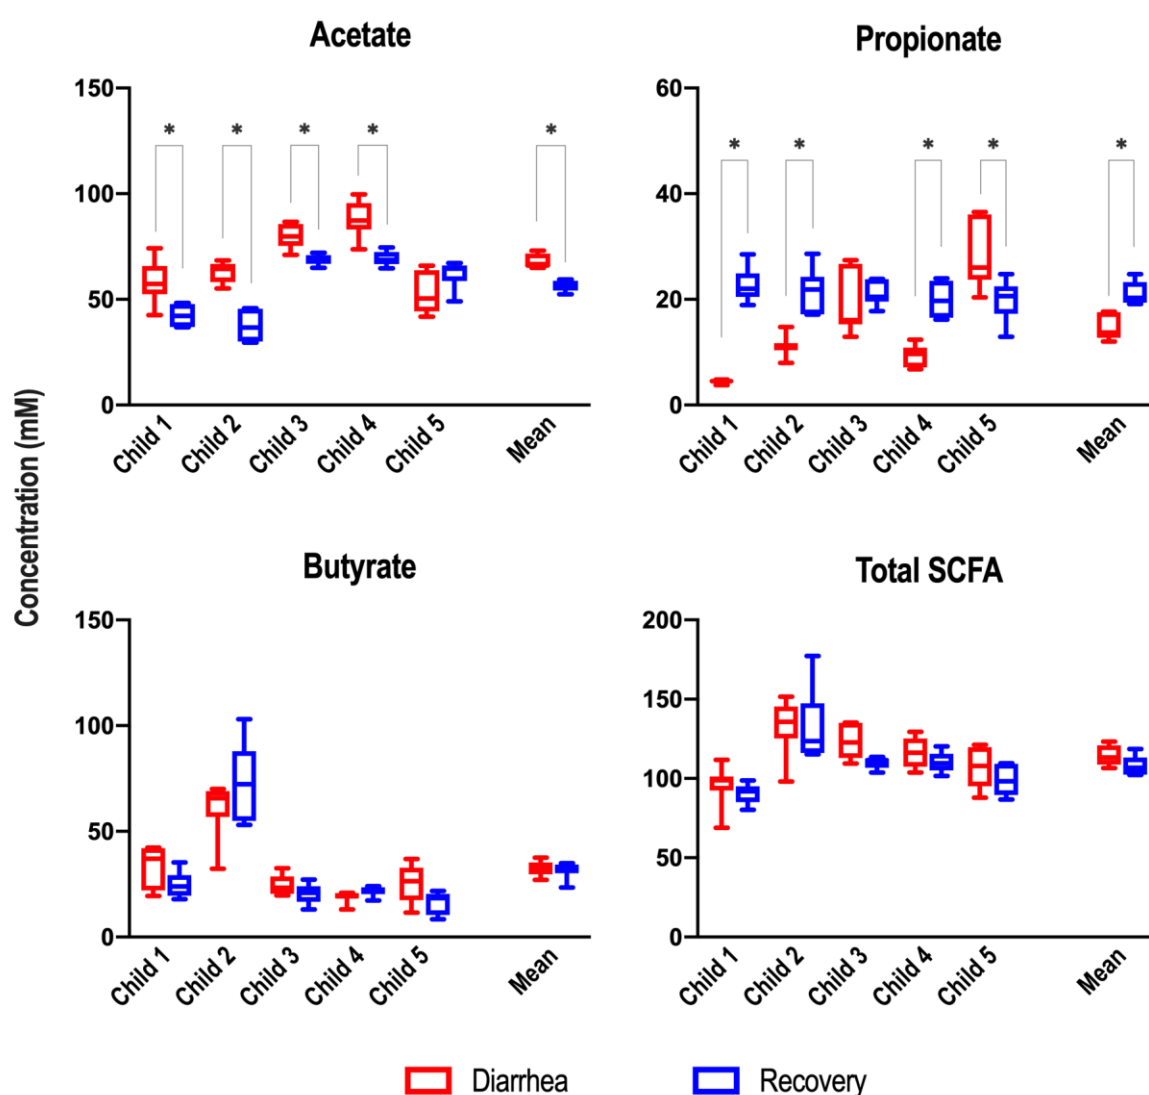 Acetate
150
100
50
0
* * * * *
Child 1
Child 2
Child 3
Child 4
Child 5
Mean
Propionate
60
40
20
0
* * * * *
Child 1
Child 2
Child 3
Child 4
Child 5
Mean
Concentration (mM)
Butyrate
150
100
50
0
Child 1
Child 2
Child 3
Child 4
Child 5
Mean
Total SCFA
200
150
100
50
0
Child 1
Child 2
Child 3
Child 4
Child 5
Mean
Diarrhea
Recovery